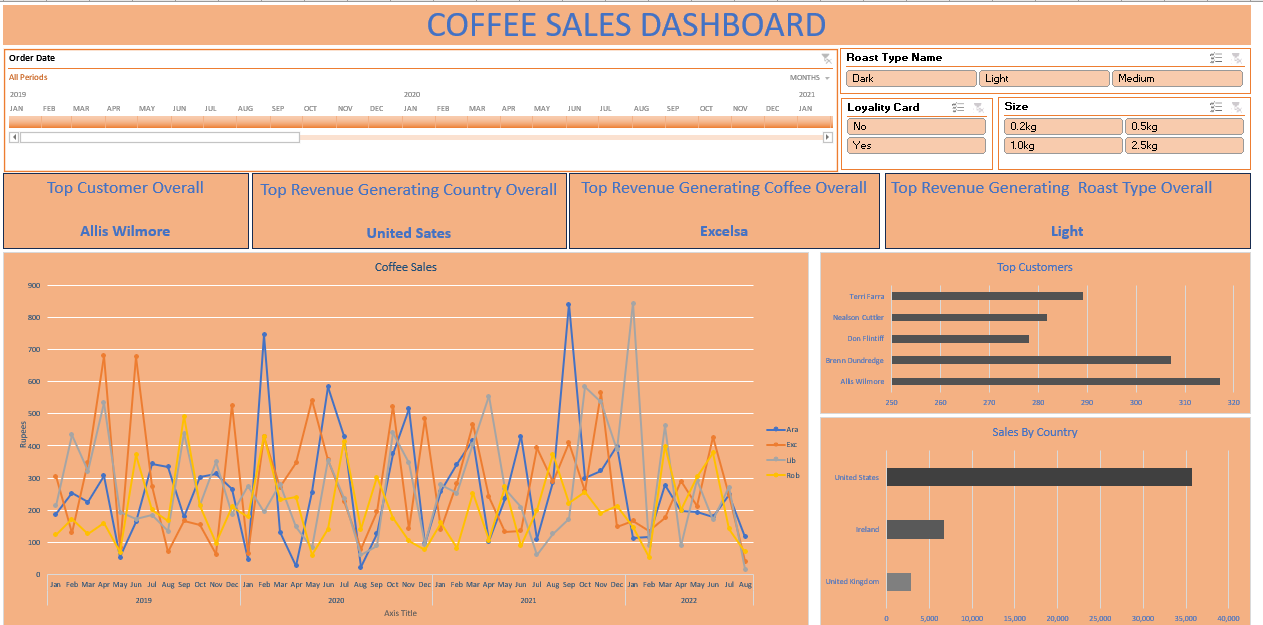 COFFEE SALES DASHBOARD
Order Date
All Periods MONTHS
2019 2020 2021
JAN FEB MAR APR MAY JUN JUL AUG SEP OCT NOV DEC JAN FEB MAR APR MAY JUN JUL AUG SEP OCT NOV DEC JAN
Roast Type Name
Dark Light Medium
Loyality Card
No
Yes
Size
0.2kg 0.5kg
1.0kg 2.5kg
Top Customer Overall
Allis Wilmore
Top Revenue Generating Country Overall
United Sates
Top Revenue Generating Coffee Overall
Excelsa
Top Revenue Generating Roast Type Overall
Light
Coffee Sales
900
800
700
600
500
400
300
200
100
0
Rupees
Jan Feb Mar Apr May Jun Jul Aug Sep Oct Nov Dec Jan Feb Mar Apr May Jun Jul Aug Sep Oct Nov Dec Jan Feb Mar Apr May Jun Jul Aug Sep Oct Nov Dec Jan Feb Mar Apr May Jun Jul Aug
2019 2020 2021 2022
Axis Title
Ara
Exc
Lib
Rob
Top Customers
Terri Farra
Nealson Cuttler
Don Flintiff
Brenn Dundredge
Allis Wilmore
250 260 270 280 290 300 310 320
Sales By Country
United States
Ireland
United Kingdom
0 5,000 10,000 15,000 20,000 25,000 30,000 35,000 40,000